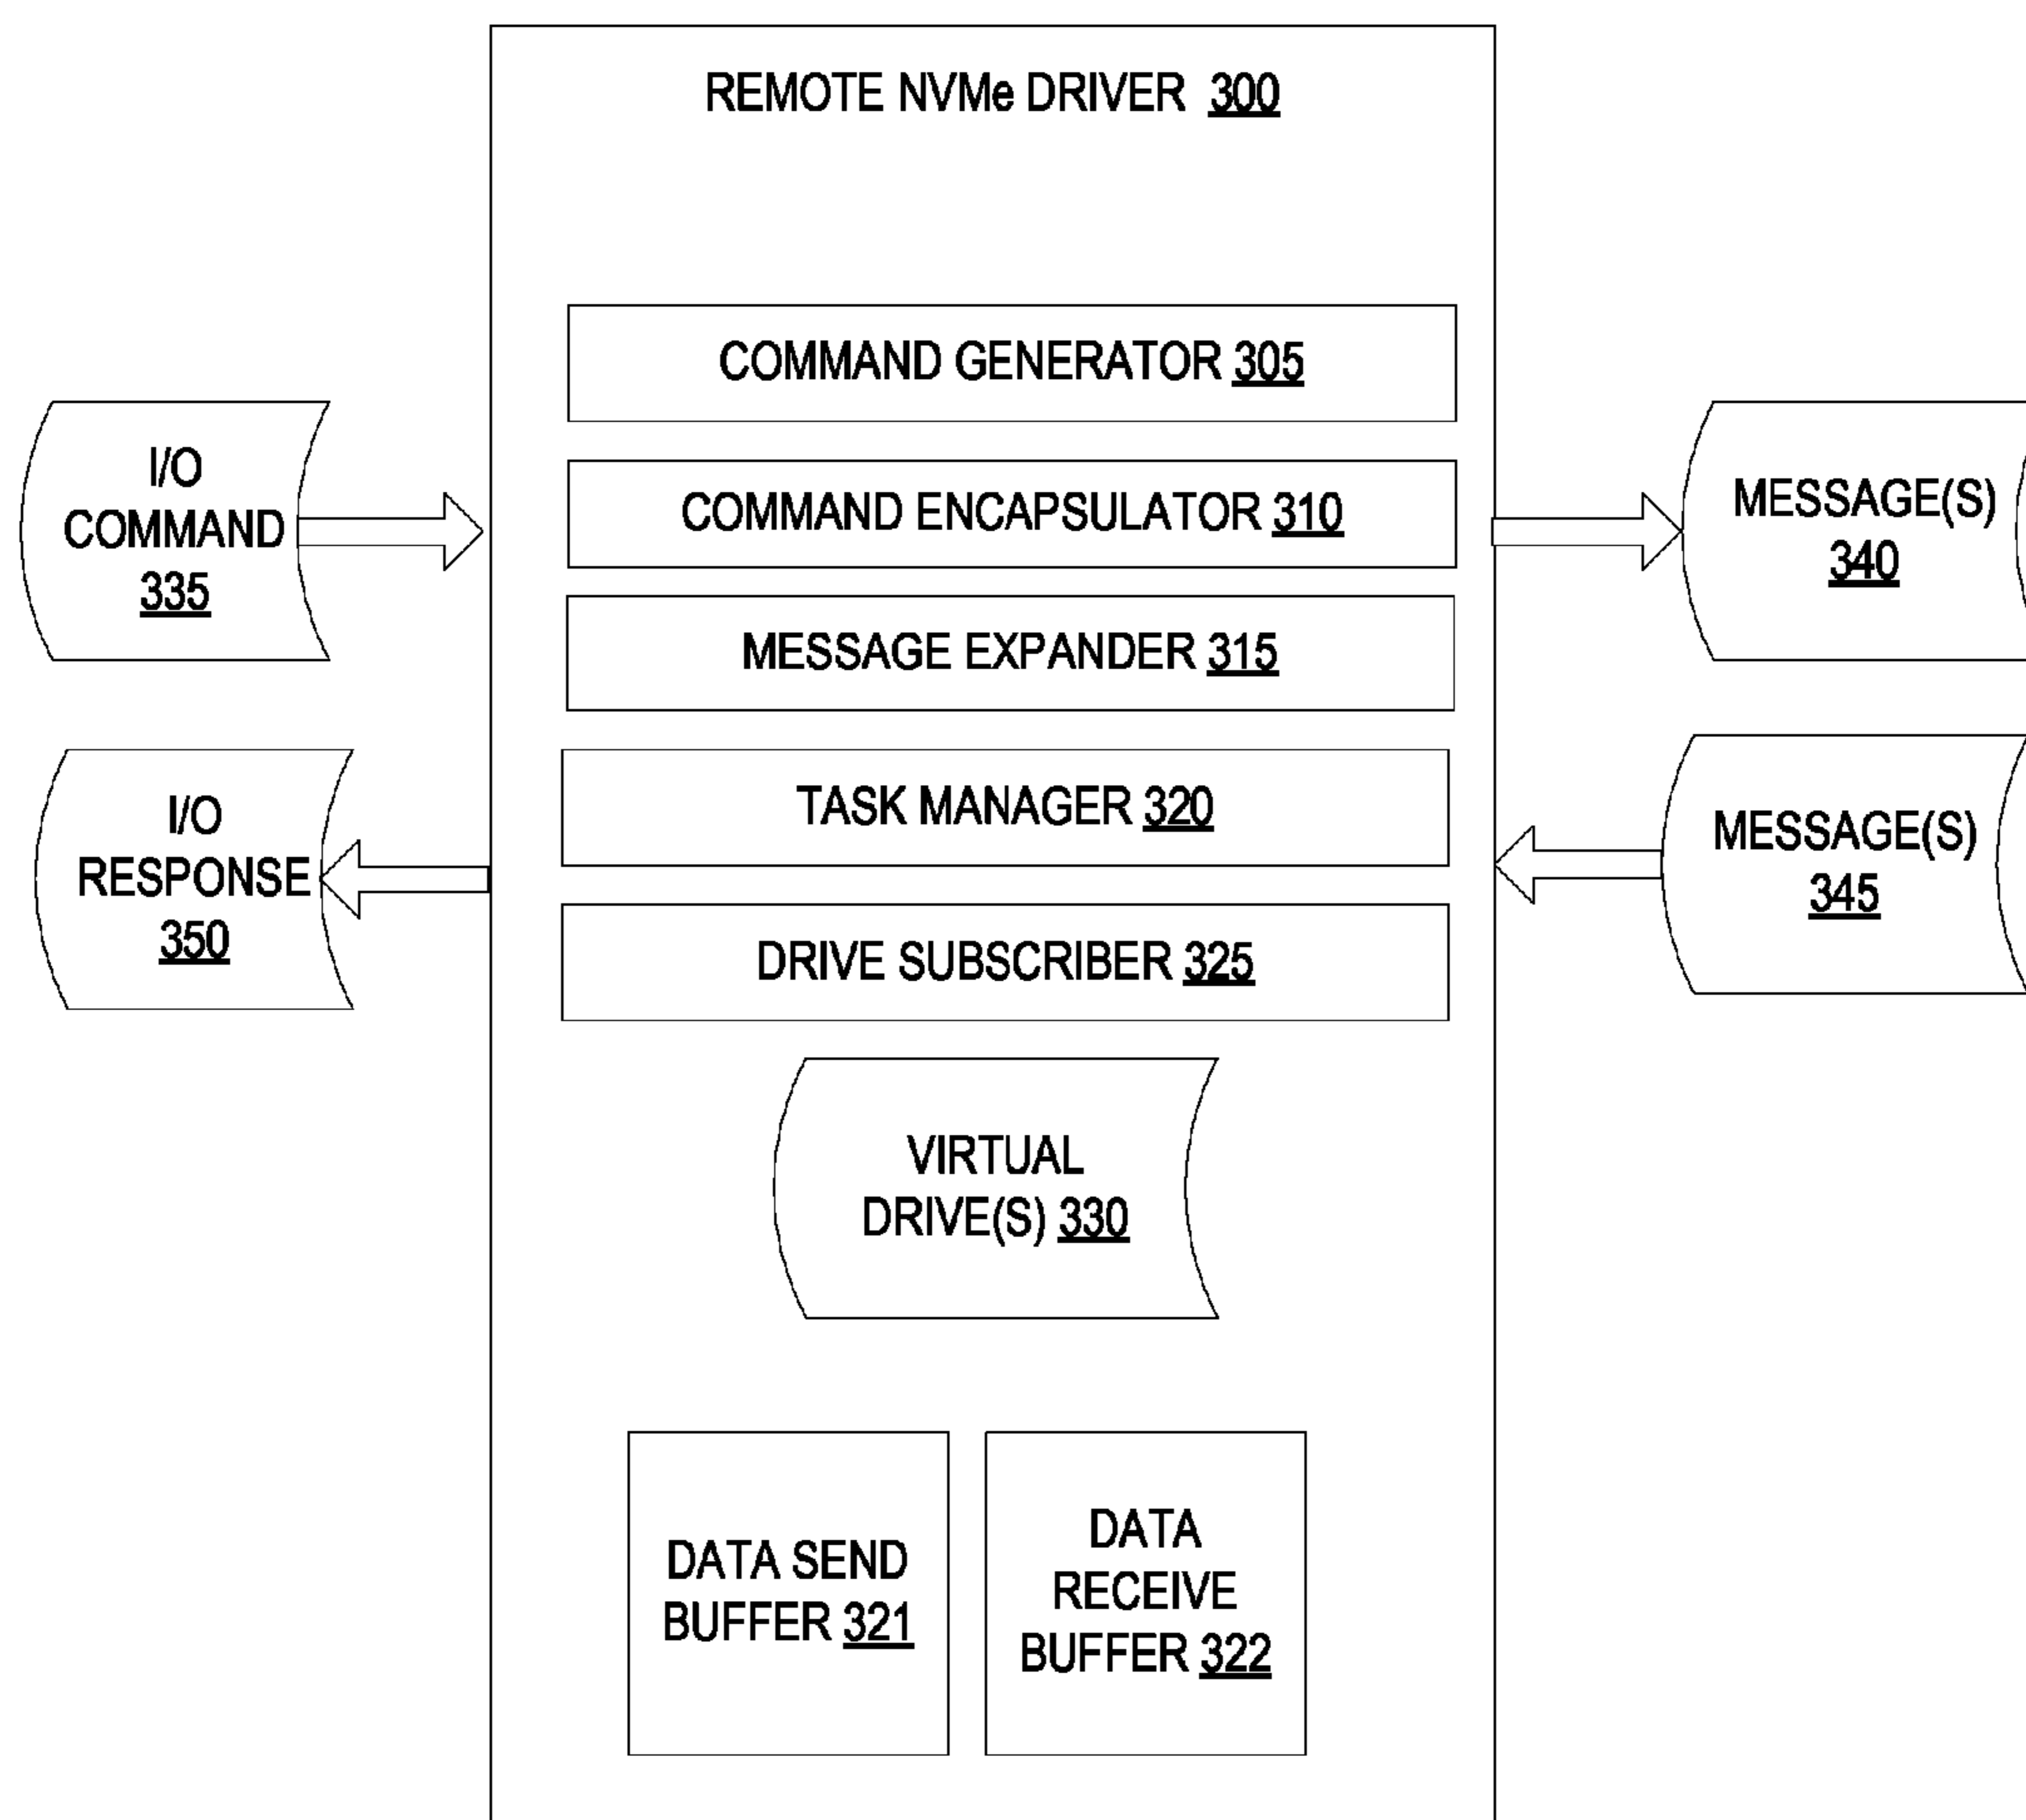 REMOTE NVMe DRIVER 300
COMMAND GENERATOR 305
COMMAND ENCAPSULATOR 310
MESSAGE EXPANDER 315
TASK MANAGER 320
DRIVE SUBSCRIBER 325
VIRTUAL
DRIVE(S) 330
DATA SEND
BUFFER 321
DATA
RECEIVE
BUFFER 322
I/O
COMMAND
335
I/O
RESPONSE
350
MESSAGE(S)
340
MESSAGE(S)
345